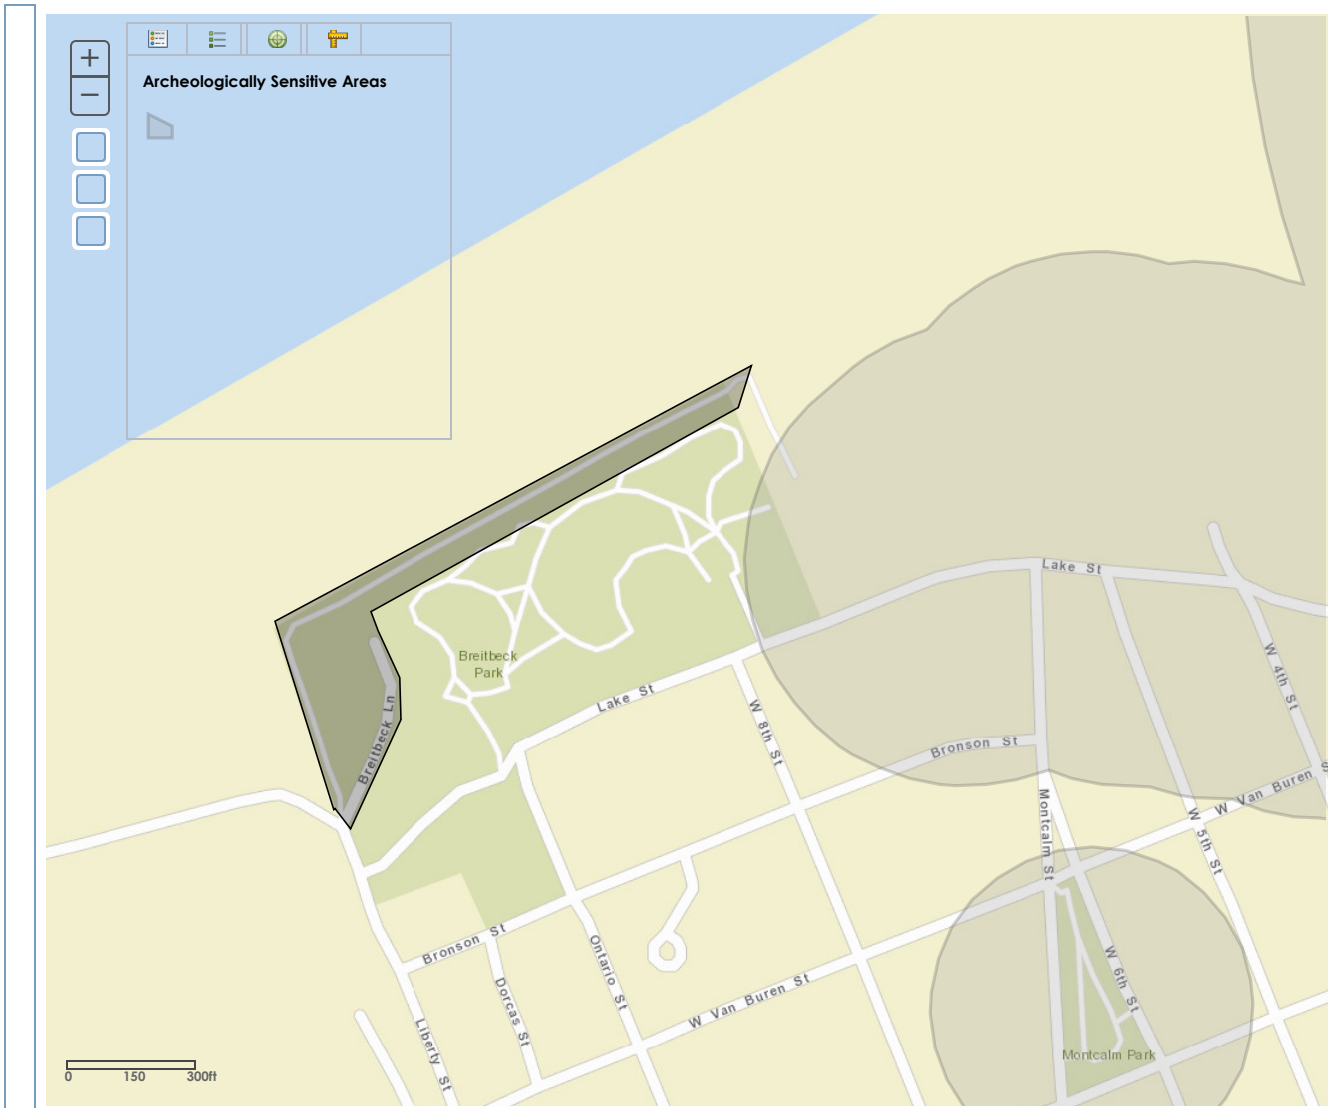 +
Archeologically Sensitive Areas
−
Lake St
W 4th St
Breitbeck
Park
Lake St
Breitbeck Ln
W 8th St
Bronson St
W Van Buren S
Montcalm St
W 5th St
Bronson St
Ontario St
W 6th St
Dorcas St
W Van Buren St
Liberty St
Montcalm Park
0 150 300ft